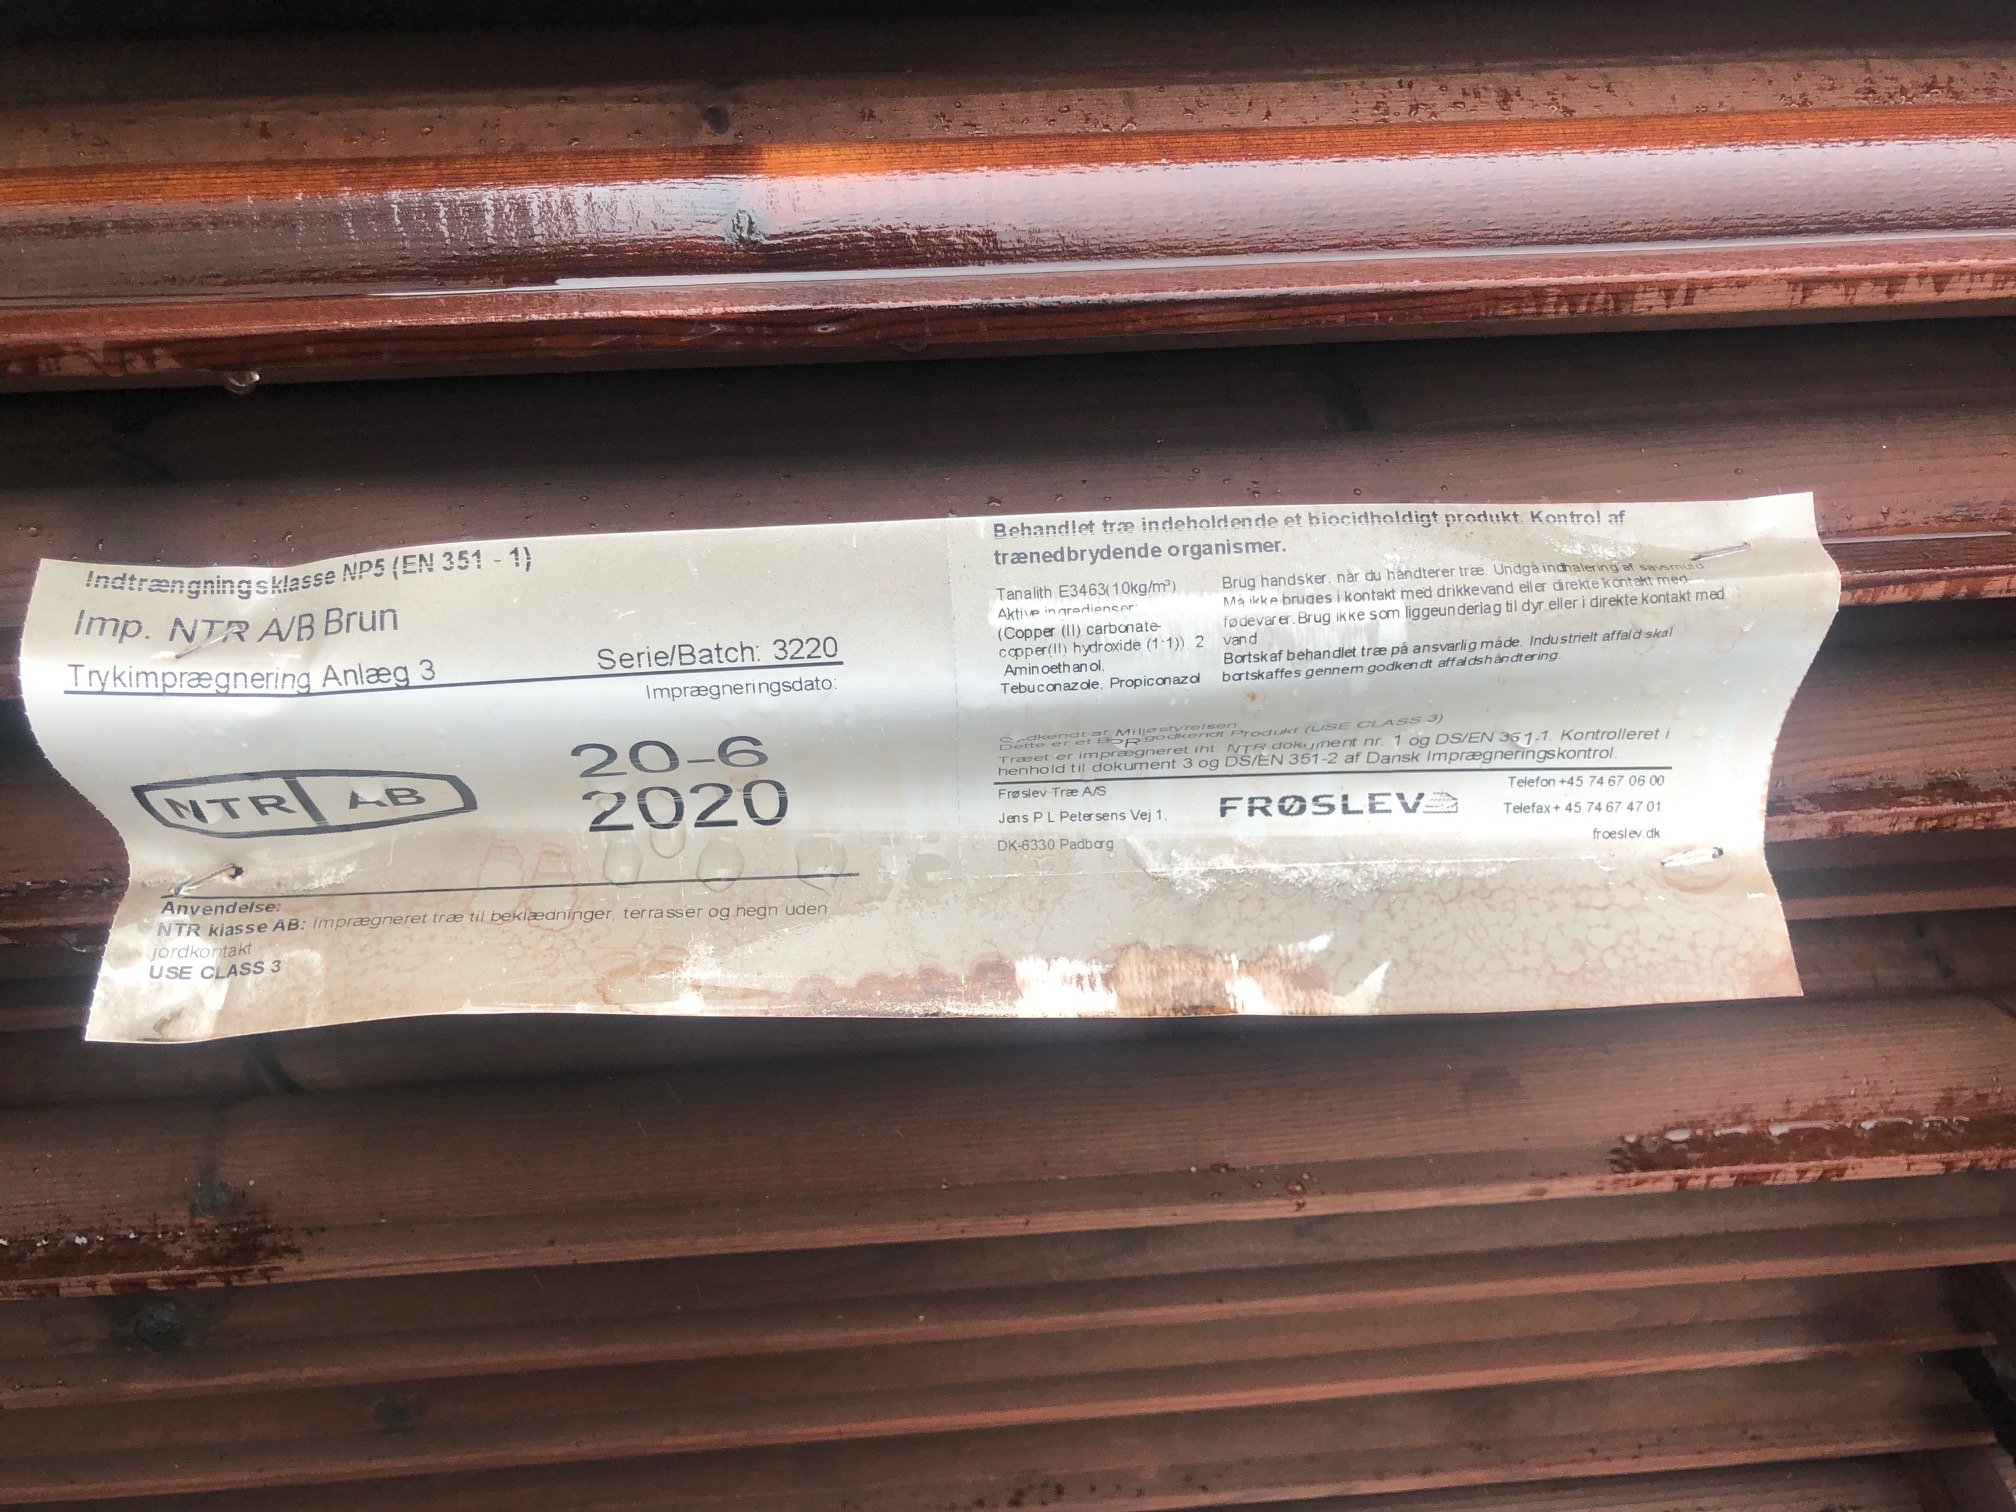 Indtrængningsklasse NP5 (EN 351 - 1)
Imp. NTR A/B Brun
Trykimprægnering Anlæg 3
Serie/Batch: 3220
Imprægneringsdato:
20-6
2020
NTR AB
Anvendelse:
NTR klasse AB: Imprægneret træ til beklædninger, terrasser og hegn uden
jordkontakt
USE CLASS 3
Behandlet træ indeholdende et biocidholdigt produkt. Kontrol af
trænedbrydende organismer.
Tanalith E3463(10kg/m³)
Aktive ingredienser:
(Copper (II) carbonate-
copper(II) hydroxide (1:1)). 2
Aminoethanol,
Tebuconazole, Propiconazol
Brug handsker, når du håndterer træ. Undgå indhalering af savsmuld
Må ikke bruges i kontakt med drikkevand eller direkte kontakt med
fødevarer. Brug ikke som liggeunderlag til dyr eller i direkte kontakt med
vand
Bortskaf behandlet træ på ansvarlig måde. Industrielt affald skal
bortskaffes gennem godkendt affaldshåndtering.
Godkendt af Miljøstyrelsen
Dette er et BPR godkendt Produkt (USE CLASS 3)
Træet er imprægneret iht. NTR dokument nr. 1 og DS/EN 351-1. Kontrolleret i
henhold til dokument 3 og DS/EN 351-2 af Dansk Imprægneringskontrol.
Frøslev Træ A/S
Jens P L Petersens Vej 1,
DK-6330 Padborg
FRØSLEV
Telefon +45 74 67 06 00
Telefax + 45 74 67 47 01
froeslev.dk